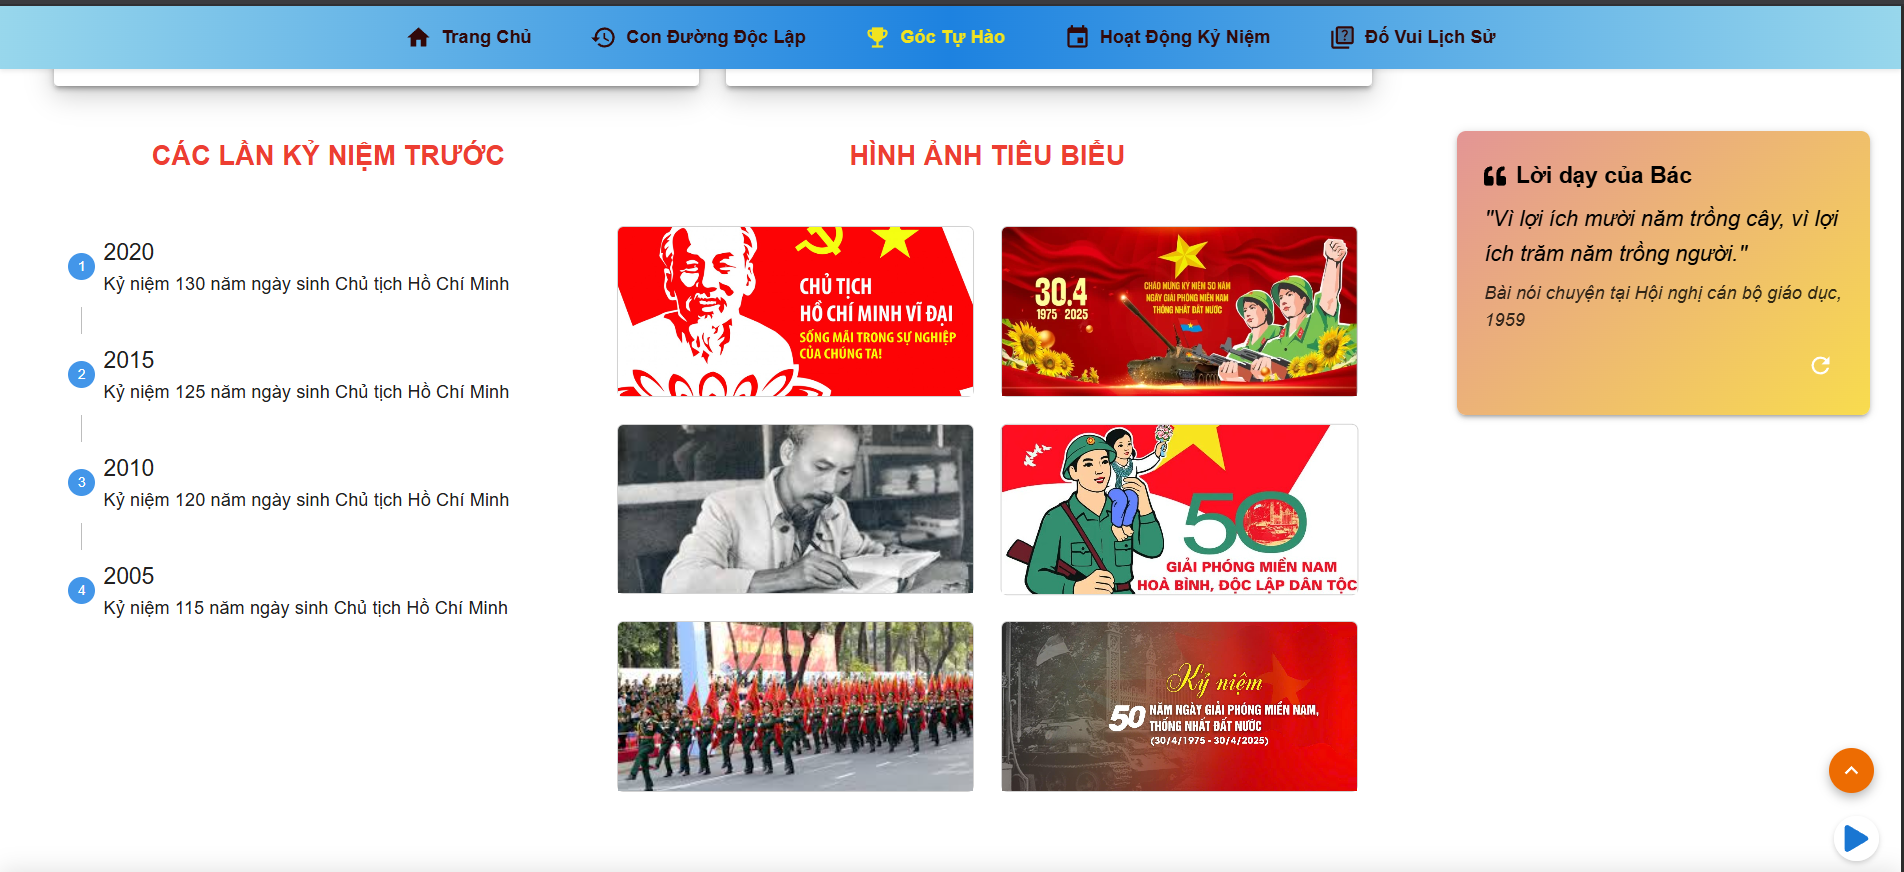 Trang Chủ
Con Đường Độc Lập
Góc Tự Hào
Hoạt Động Kỷ Niệm
Đố Vui Lịch Sử
CÁC LẦN KỶ NIỆM TRƯỚC
1
2020
Kỷ niệm 130 năm ngày sinh Chủ tịch Hồ Chí Minh
2
2015
Kỷ niệm 125 năm ngày sinh Chủ tịch Hồ Chí Minh
3
2010
Kỷ niệm 120 năm ngày sinh Chủ tịch Hồ Chí Minh
4
2005
Kỷ niệm 115 năm ngày sinh Chủ tịch Hồ Chí Minh
HÌNH ẢNH TIÊU BIỂU
CHỦ TỊCH
HỒ CHÍ MINH VĨ ĐẠI
SỐNG MÃI TRONG SỰ NGHIỆP
CỦA CHÚNG TA!
30.4
1975 2025
CHÀO MỪNG KỶ NIỆM 50 NĂM
NGÀY GIẢI PHÓNG MIỀN NAM
THỐNG NHẤT ĐẤT NƯỚC
50
GIẢI PHÓNG MIỀN NAM
HOÀ BÌNH, ĐỘC LẬP DÂN TỘC
Kỷ niệm
50 NĂM NGÀY GIẢI PHÓNG MIỀN NAM,
THỐNG NHẤT ĐẤT NƯỚC
(30/4/1975 - 30/4/2025)
Lời dạy của Bác
"Vì lợi ích mười năm trồng cây, vì lợi
ích trăm năm trồng người."
Bài nói chuyện tại Hội nghị cán bộ giáo dục,
1959